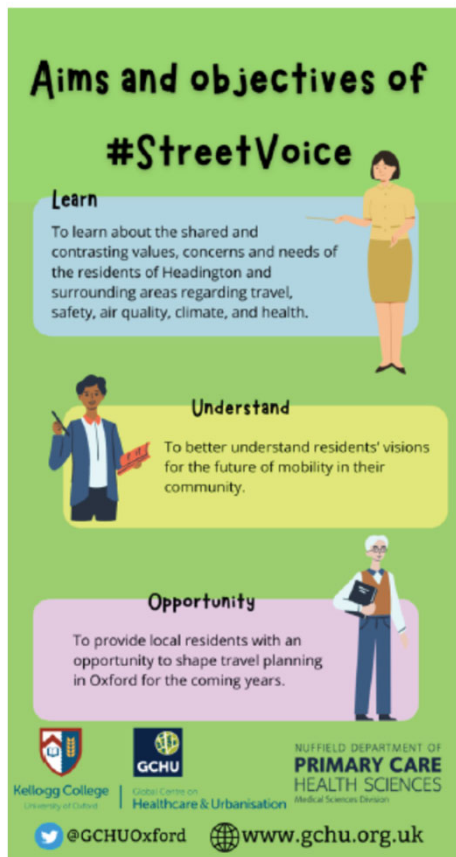 Aims and objectives of
#StreetVoice
Learn
To learn about the shared and
contrasting values, concerns and needs of
the residents of Headington and
surrounding areas regarding travel,
safety, air quality, climate, and health.
Understand
To better understand residents' visions
for the future of mobility in their
community.
Opportunity
To provide local residents with an
opportunity to shape travel planning
in Oxford for the coming years.
Kellogg College
University of Oxford
GCHU
Global Centre on
Healthcare & Urbanisation
NUFFIELD DEPARTMENT OF
PRIMARY CARE
HEALTH SCIENCES
Medical Sciences Division
@GCHUOxford
www.gchu.org.uk